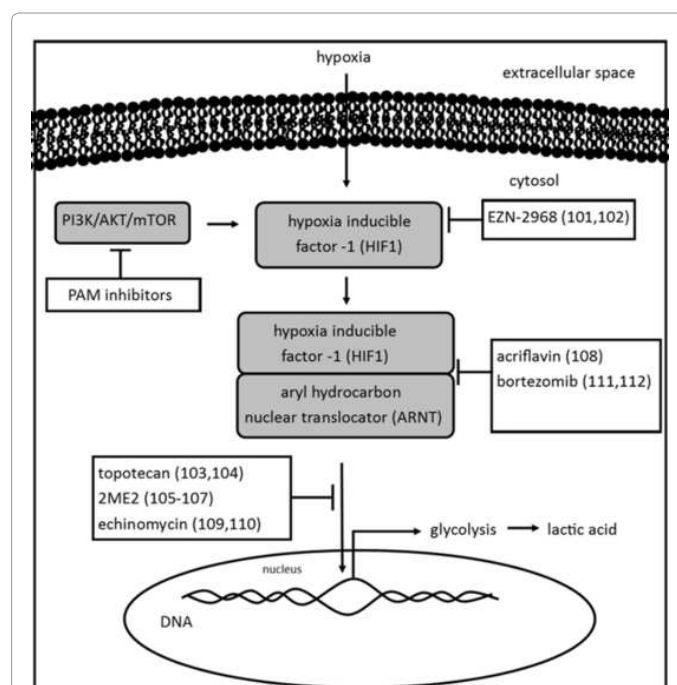 hypoxia
extracellular space
cytosol
PI3K/AKT/mTOR
hypoxia inducible
factor -1 (HIF1)
EZN-2968 (101,102)
PAM inhibitors
hypoxia inducible
factor -1 (HIF1)
aryl hydrocarbon
nuclear translocator (ARNT)
acriflavin (108)
bortezomib (111,112)
topotecan (103,104)
2ME2 (105-107)
echinomycin (109,110)
glycolysis
lactic acid
nucleus
DNA